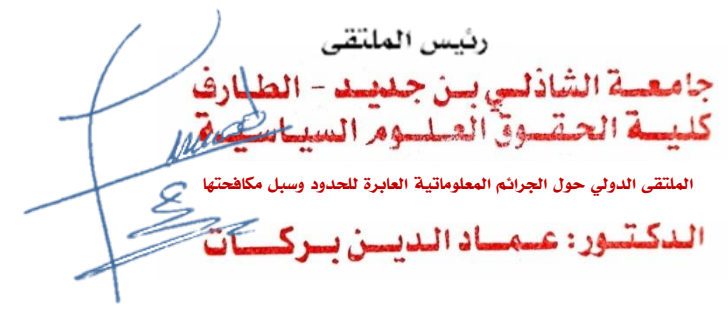 رئيس الملتقى
جامعة الشاذلي بن جديد - الطارف
كلية الحقوق العلوم السياسية
الملتقى الدولي حول الجرائم المعلوماتية العابرة للحدود وسبل مكافحتها
الدكتور: عماد الدين بركات